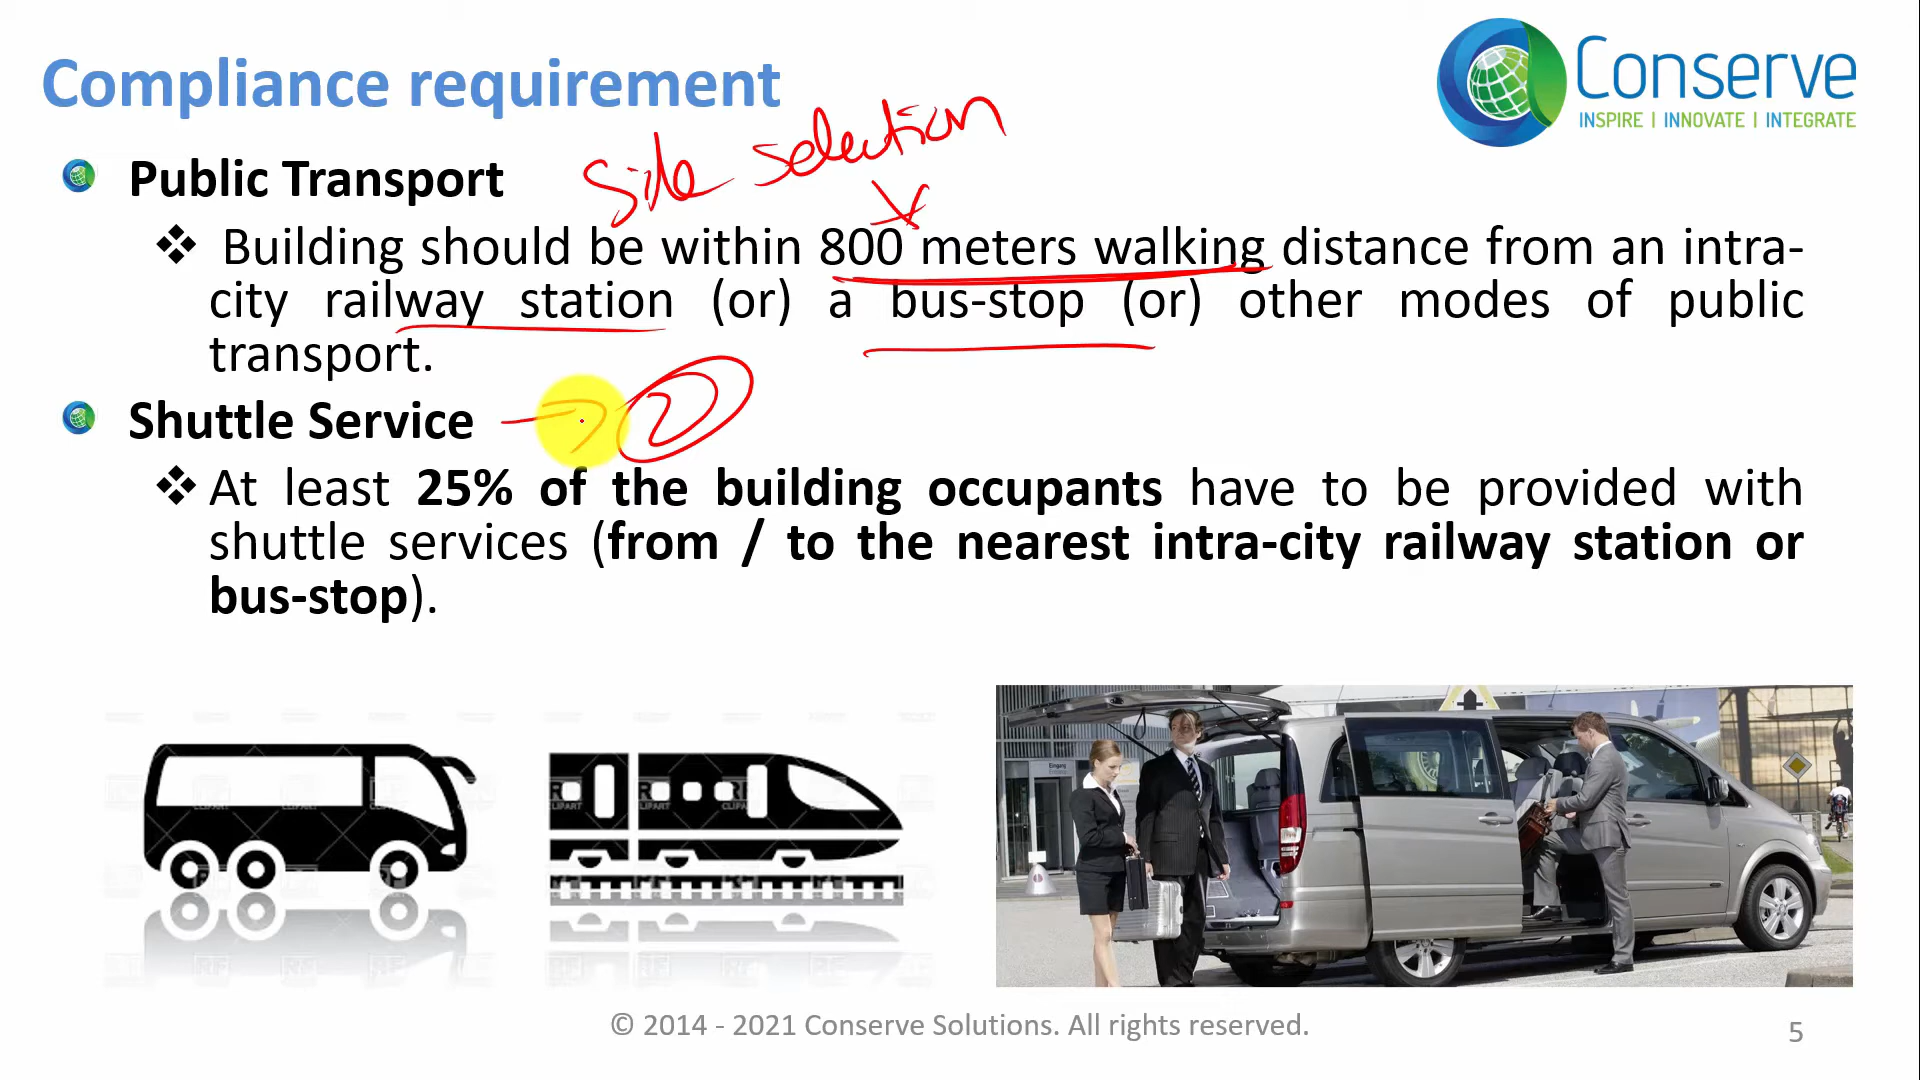 Compliance requirement
Conserve
INSPIRE | INNOVATE | INTEGRATE
Site selection
Public Transport
Building should be within 800 meters walking distance from an intra-
city railway station (or) a bus-stop (or) other modes of public
transport.
Shuttle Service
2
At least 25% of the building occupants have to be provided with
shuttle services (from / to the nearest intra-city railway station or
bus-stop).
© 2014 - 2021 Conserve Solutions. All rights reserved.
5